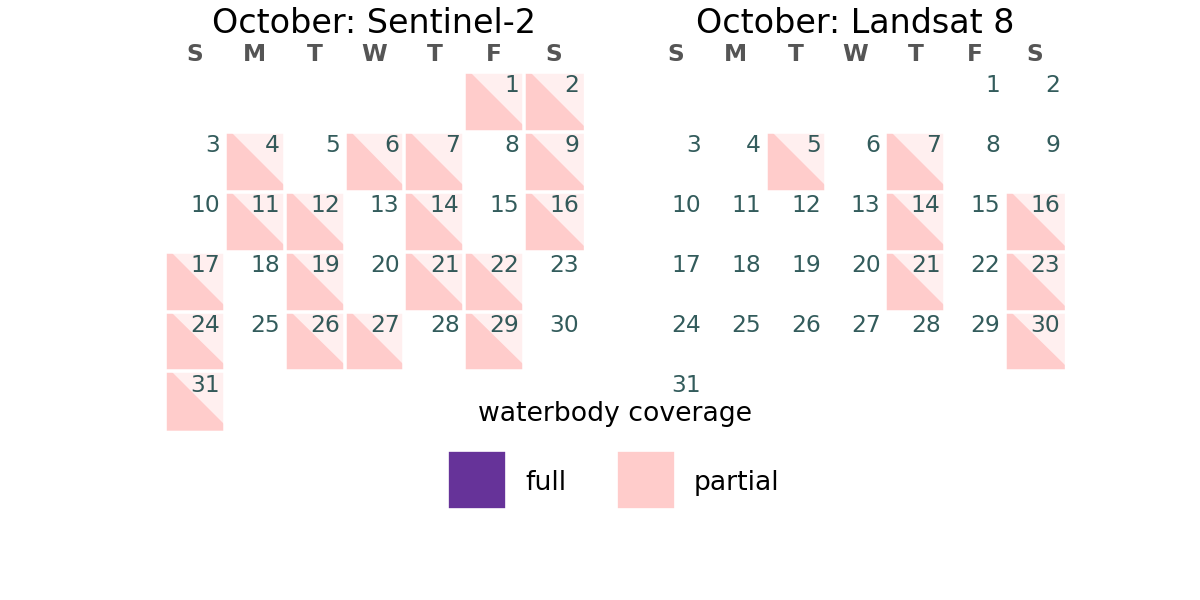 October: Sentinel-2
S M T W T F S
1 2
3 4 5 6 7 8 9
10 11 12 13 14 15 16
17 18 19 20 21 22 23
24 25 26 27 28 29 30
31
October: Landsat 8
S M T W T F S
1 2
3 4 5 6 7 8 9
10 11 12 13 14 15 16
17 18 19 20 21 22 23
24 25 26 27 28 29 30
31
waterbody coverage
full partial